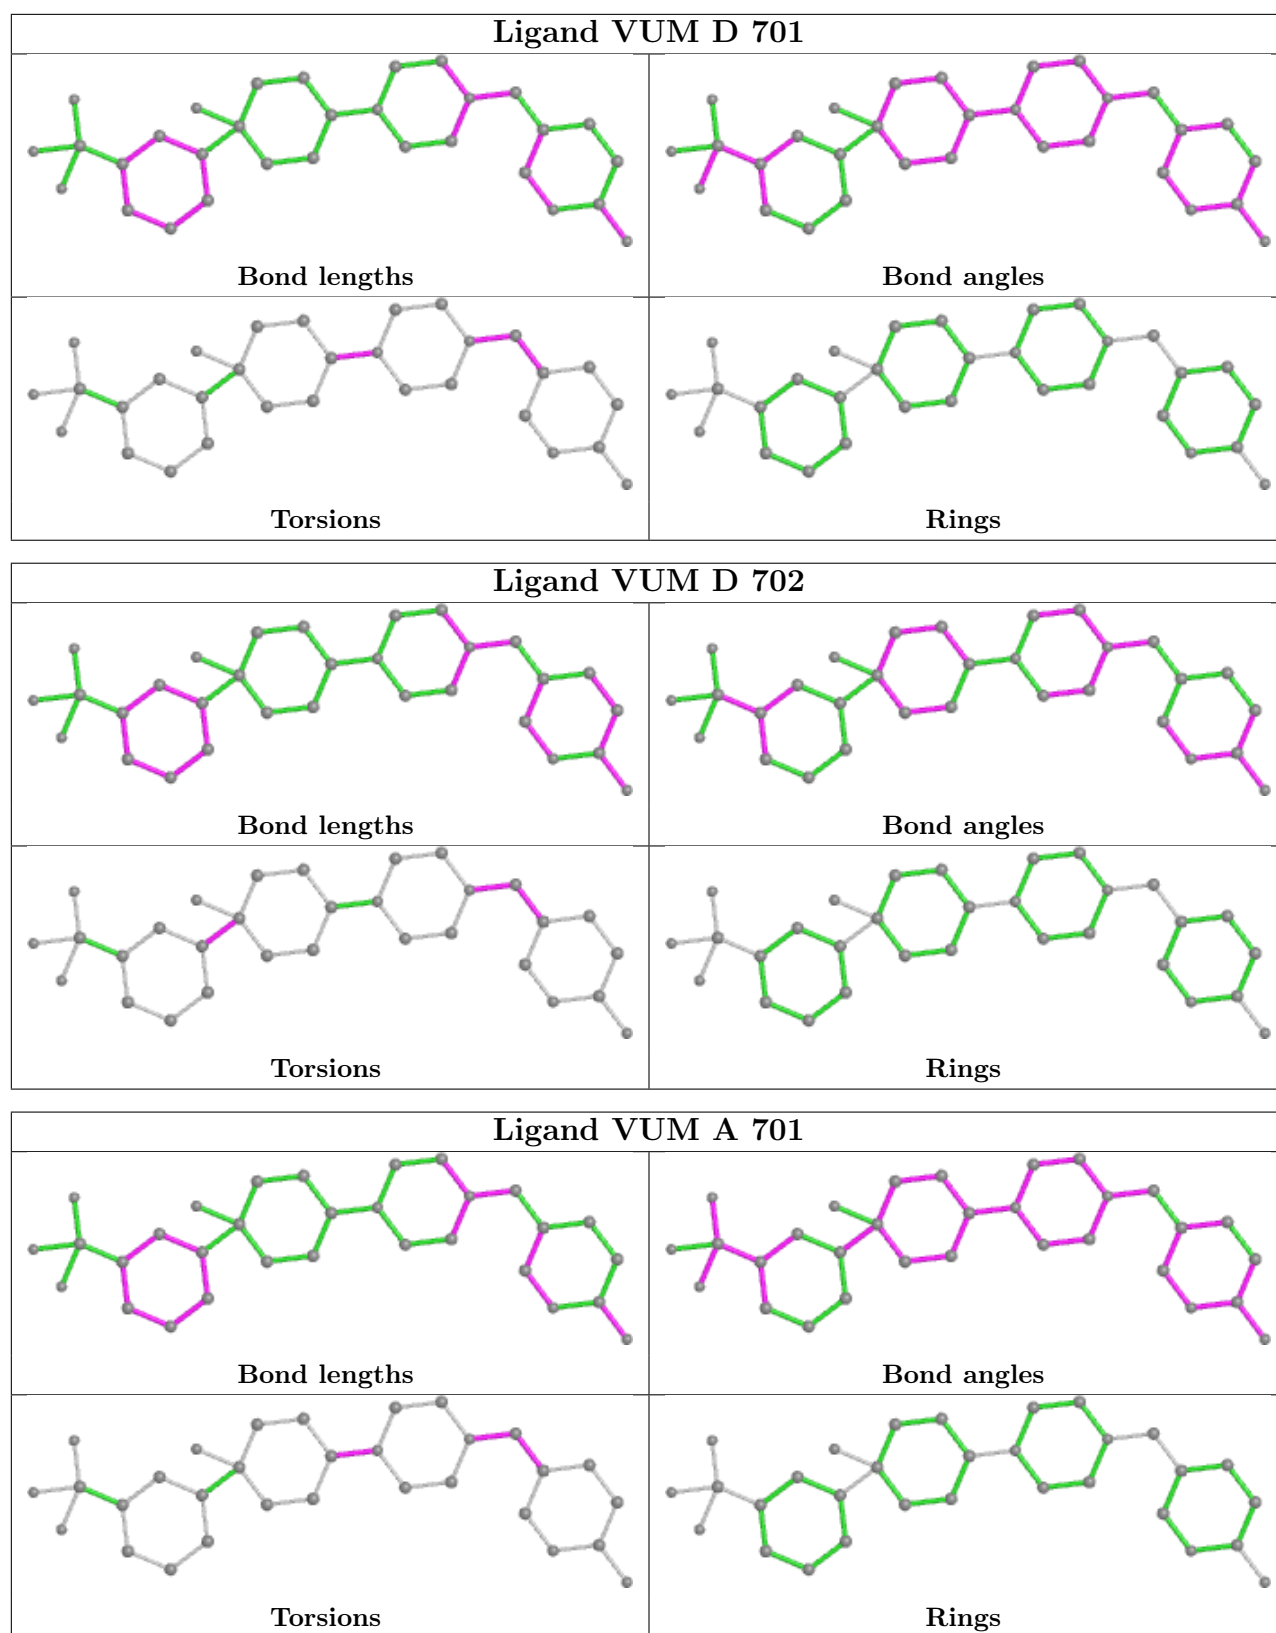 Ligand VUM D 701
Bond lengths
Bond angles
Torsions
Rings
Ligand VUM D 702
Bond lengths
Bond angles
Torsions
Rings
Ligand VUM A 701
Bond lengths
Bond angles
Torsions
Rings